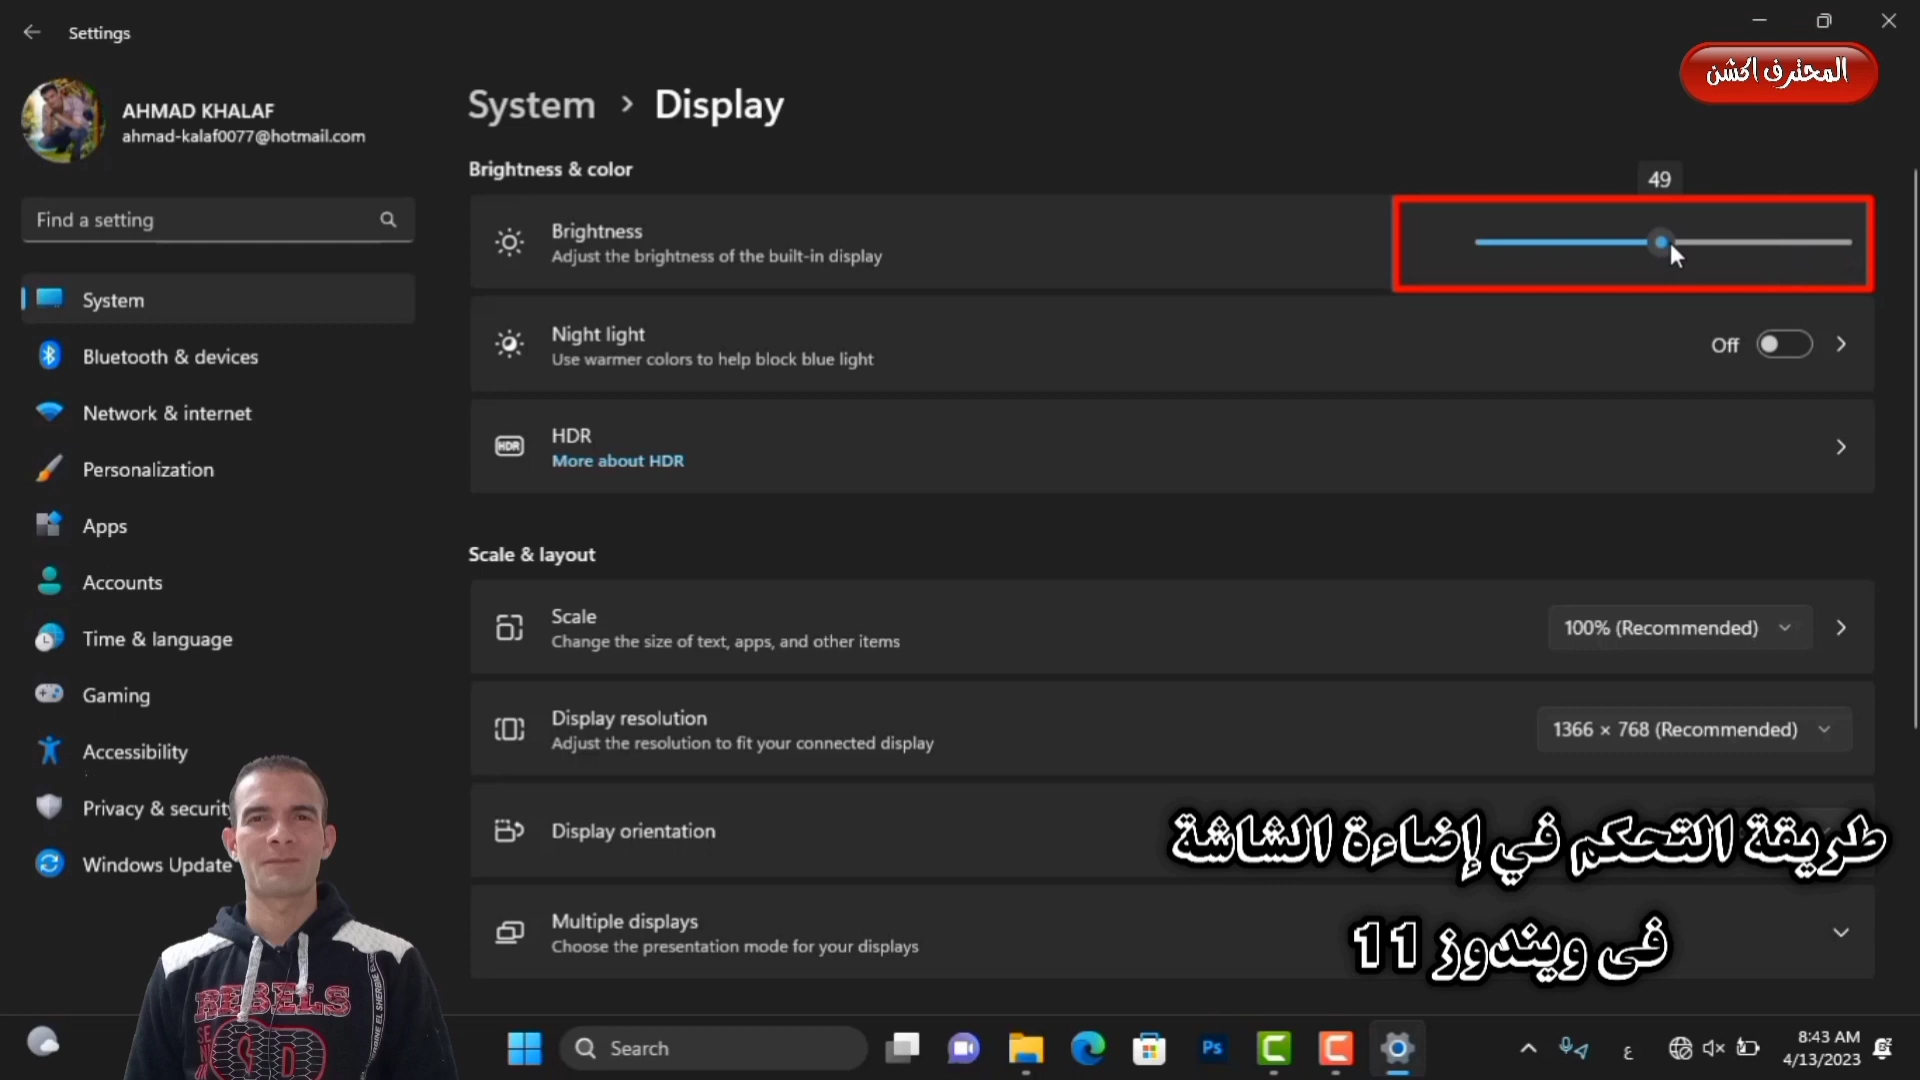 Settings
المحترف اكشن
AHMAD KHALAF
ahmad-kalaf0077@hotmail.com
Find a setting
System
Bluetooth & devices
Network & internet
Personalization
Apps
Accounts
Time & language
Gaming
Accessibility
Privacy & security
Windows Update
System > Display
Brightness & color
49
Brightness
Adjust the brightness of the built-in display
Night light
Use warmer colors to help block blue light
Off
HDR
HDR
More about HDR
Scale & layout
Scale
Change the size of text, apps, and other items
100% (Recommended)
Display resolution
Adjust the resolution to fit your connected display
1366 × 768 (Recommended)
Display orientation
Multiple displays
Choose the presentation mode for your displays
طريقة التحكم في إضاءة الشاشة
فى ويندوز 11
REBELS
Search
Ps
ع
8:43 AM
4/13/2023